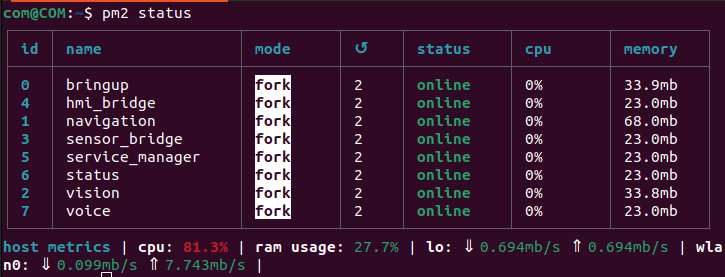 com@COM:~$ pm2 status
id name mode ↺ status cpu memory
0 bringup fork 2 online 0% 33.9mb
4 hmi_bridge fork 2 online 0% 23.0mb
1 navigation fork 2 online 0% 68.0mb
3 sensor_bridge fork 2 online 0% 23.0mb
5 service_manager fork 2 online 0% 23.0mb
6 status fork 2 online 0% 23.0mb
2 vision fork 2 online 0% 33.8mb
7 voice fork 2 online 0% 23.0mb
host metrics | cpu: 81.3% | ram usage: 27.7% | lo: ⇓ 0.694mb/s ⇑ 0.694mb/s | wla
n0: ⇓ 0.099mb/s ⇑ 7.743mb/s |